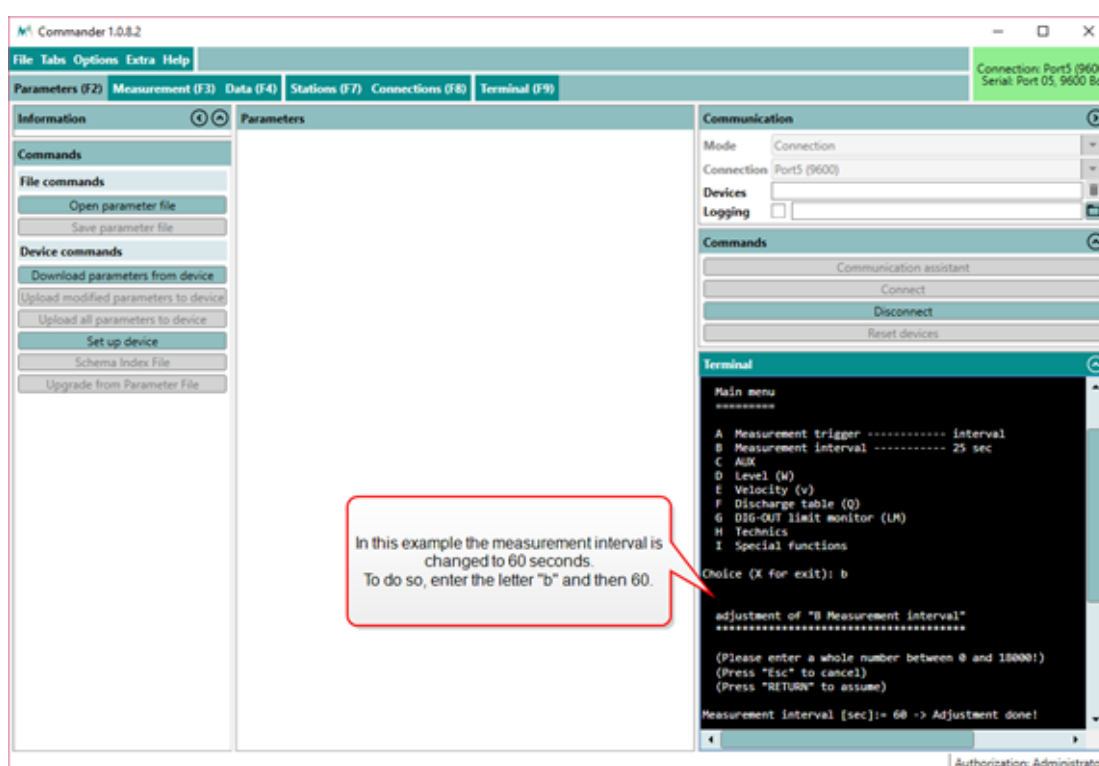 Commander 1.0.8.2
File Tabs Options Extra Help
Connection: Port5 (960
Serial: Port 05, 9600 Ba
Parameters (F2) Measurement (F3) Data (F4) Stations (F7) Connections (F8) Terminal (F9)
Information
Commands
File commands
Open parameter file
Save parameter file
Device commands
Download parameters from device
Upload modified parameters to device
Upload all parameters to device
Set up device
Schema Index File
Upgrade from Parameter File
Parameters
In this example the measurement interval is
changed to 60 seconds.
To do so, enter the letter "b" and then 60.
Communication
Mode Connection
Connection Port5 (9600)
Devices
Logging
Commands
Communication assistant
Connect
Disconnect
Reset devices
Terminal
Main menu
=========
A Measurement trigger ------------ interval
B Measurement interval ----------- 25 sec
C AUX
D Level (W)
E Velocity (v)
F Discharge table (Q)
G DIG-OUT limit monitor (LM)
H Technics
I Special functions
Choice (X for exit): b
adjustment of "B Measurement interval"
**************************************
(Please enter a whole number between 0 and 18000!)
(Press "Esc" to cancel)
(Press "RETURN" to assume)
Measurement interval [sec]:= 60 -> Adjustment done!
Authorization: Administrato